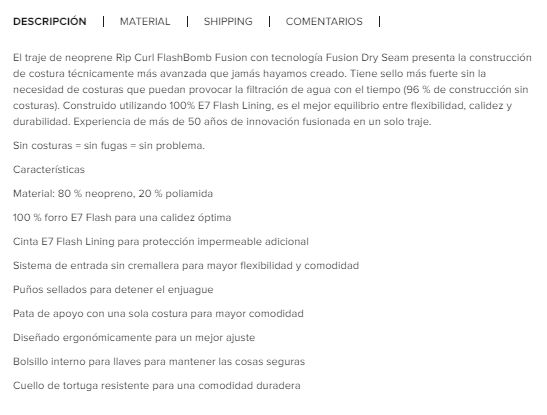 DESCRIPCIÓN | MATERIAL | SHIPPING | COMENTARIOS |
El traje de neoprene Rip Curl FlashBomb Fusion con tecnología Fusion Dry Seam presenta la construcción
de costura técnicamente más avanzada que jamás hayamos creado. Tiene sello más fuerte sin la
necesidad de costuras que puedan provocar la filtración de agua con el tiempo (96 % de construcción sin
costuras). Construido utilizando 100% E7 Flash Lining, es el mejor equilibrio entre flexibilidad, calidez y
durabilidad. Experiencia de más de 50 años de innovación fusionada en un solo traje.
Sin costuras = sin fugas = sin problema.
Características
Material: 80 % neopreno, 20 % poliamida
100 % forro E7 Flash para una calidez óptima
Cinta E7 Flash Lining para protección impermeable adicional
Sistema de entrada sin cremallera para mayor flexibilidad y comodidad
Puños sellados para detener el enjuague
Pata de apoyo con una sola costura para mayor comodidad
Diseñado ergonómicamente para un mejor ajuste
Bolsillo interno para llaves para mantener las cosas seguras
Cuello de tortuga resistente para una comodidad duradera